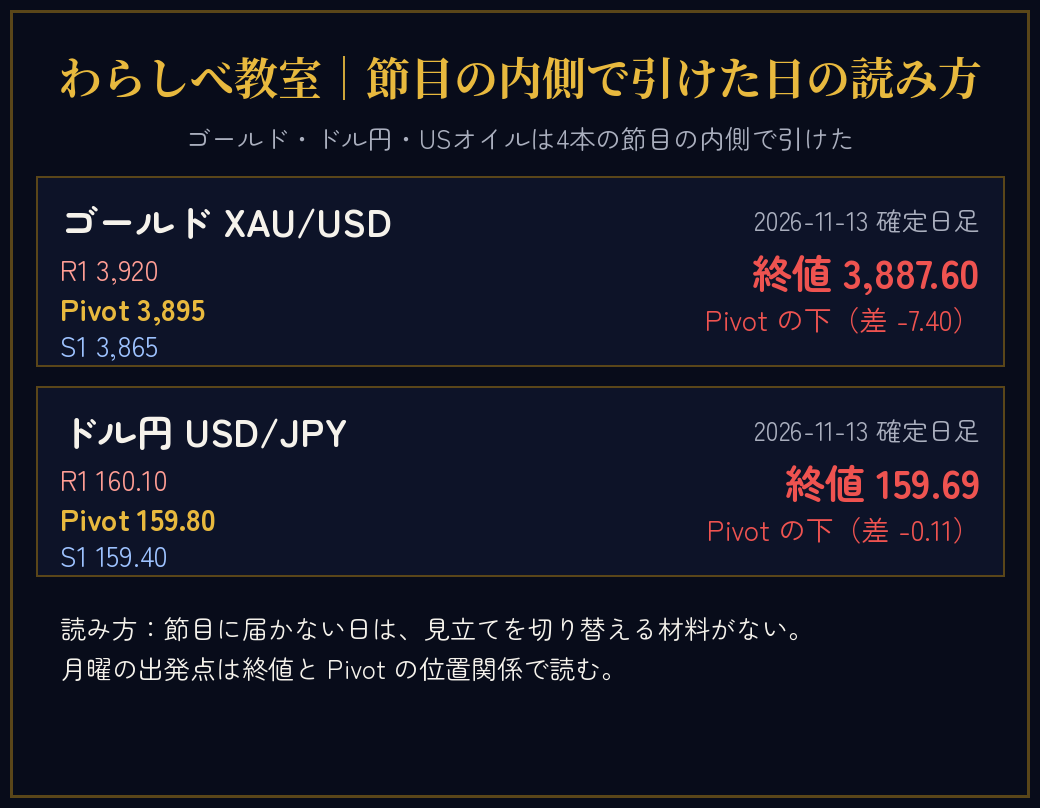 わらしべ教室｜節目の内側で引けた日の読み方
ゴールド・ドル円・USオイルは4本の節目の内側で引けた
ゴールド XAU/USD
2026-11-13 確定日足
R1 3,920
終値 3,887.60
Pivot 3,895
Pivot の下（差 -7.40）
S1 3,865
ドル円 USD/JPY
2026-11-13 確定日足
R1 160.10
終値 159.69
Pivot 159.80
Pivot の下（差 -0.11）
S1 159.40
読み方：節目に届かない日は、見立てを切り替える材料がない。
月曜の出発点は終値と Pivot の位置関係で読む。